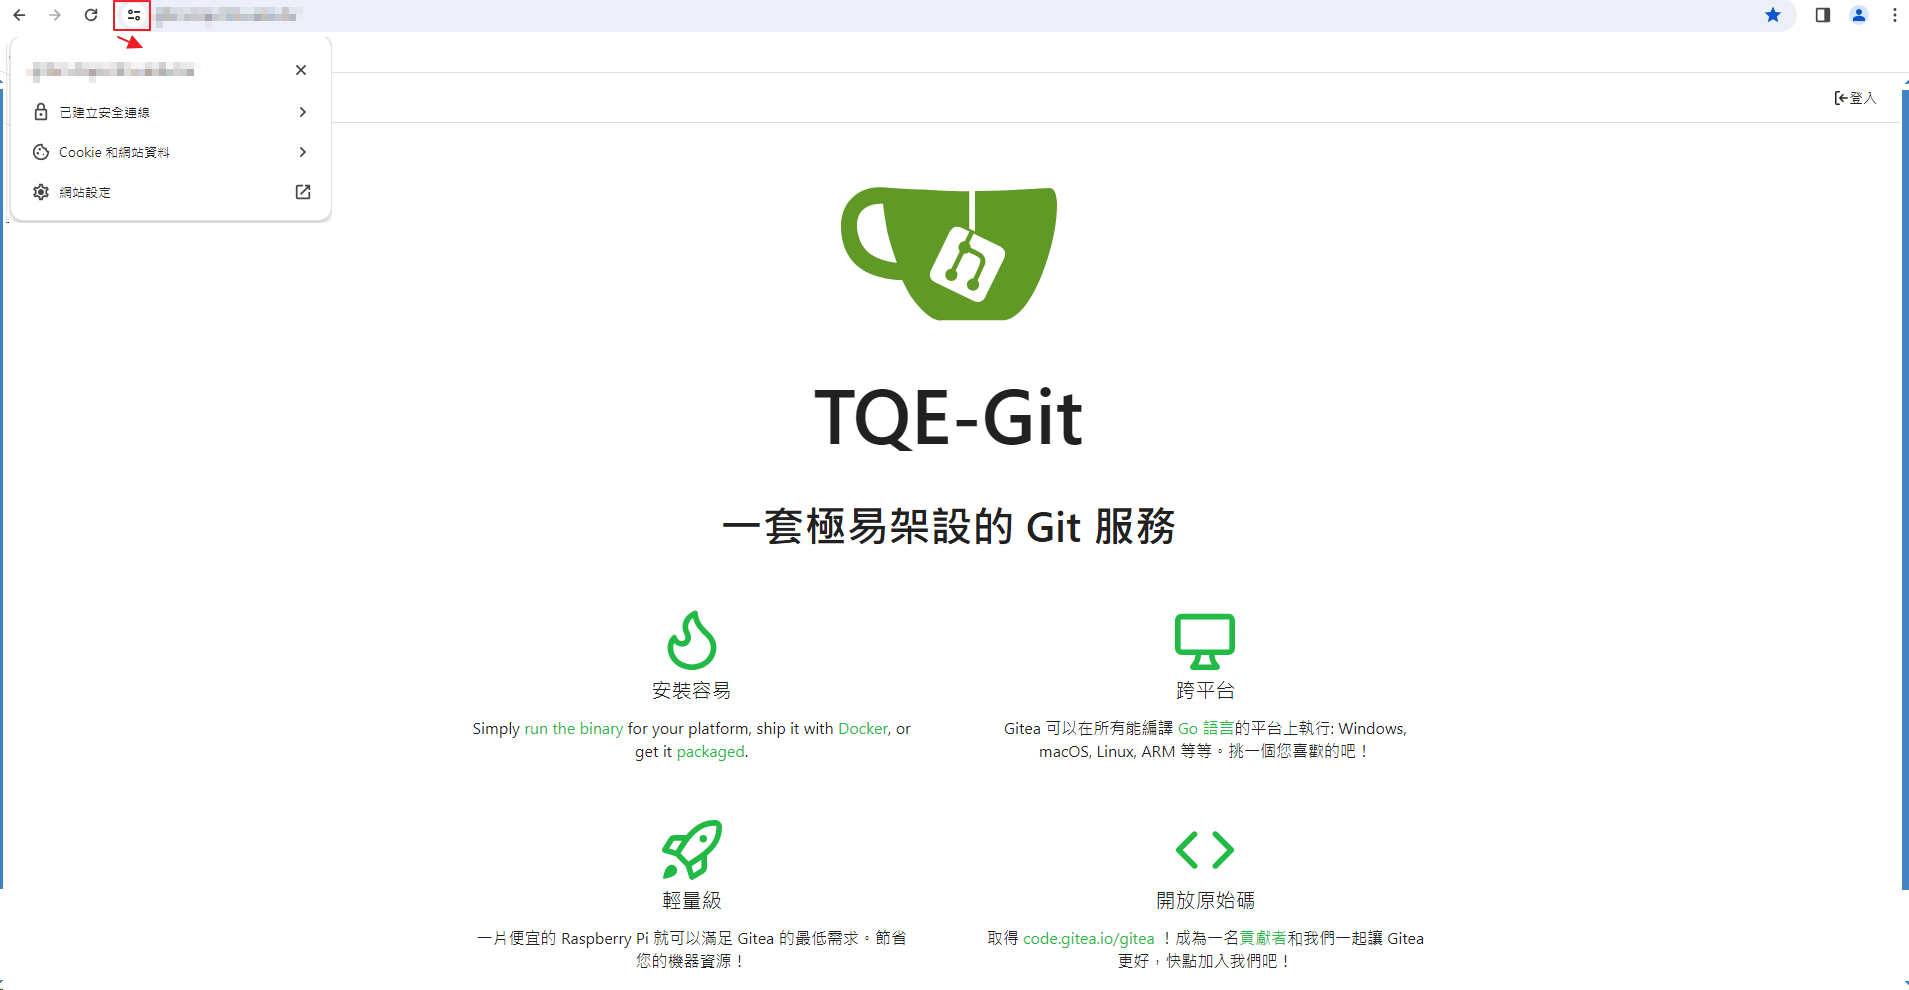 已建立安全連線
Cookie 和網站資料
網站設定
登入
TQE-Git
一套極易架設的 Git 服務
安裝容易
Simply run the binary for your platform, ship it with Docker, or
get it packaged.
跨平台
Gitea 可以在所有能編譯 Go 語言的平台上執行: Windows,
macOS, Linux, ARM 等等。挑一個您喜歡的吧！
輕量級
一片便宜的 Raspberry Pi 就可以滿足 Gitea 的最低需求。節省
您的機器資源！
開放原始碼
取得 code.gitea.io/gitea ！成為一名貢獻者和我們一起讓 Gitea
更好，快點加入我們吧！